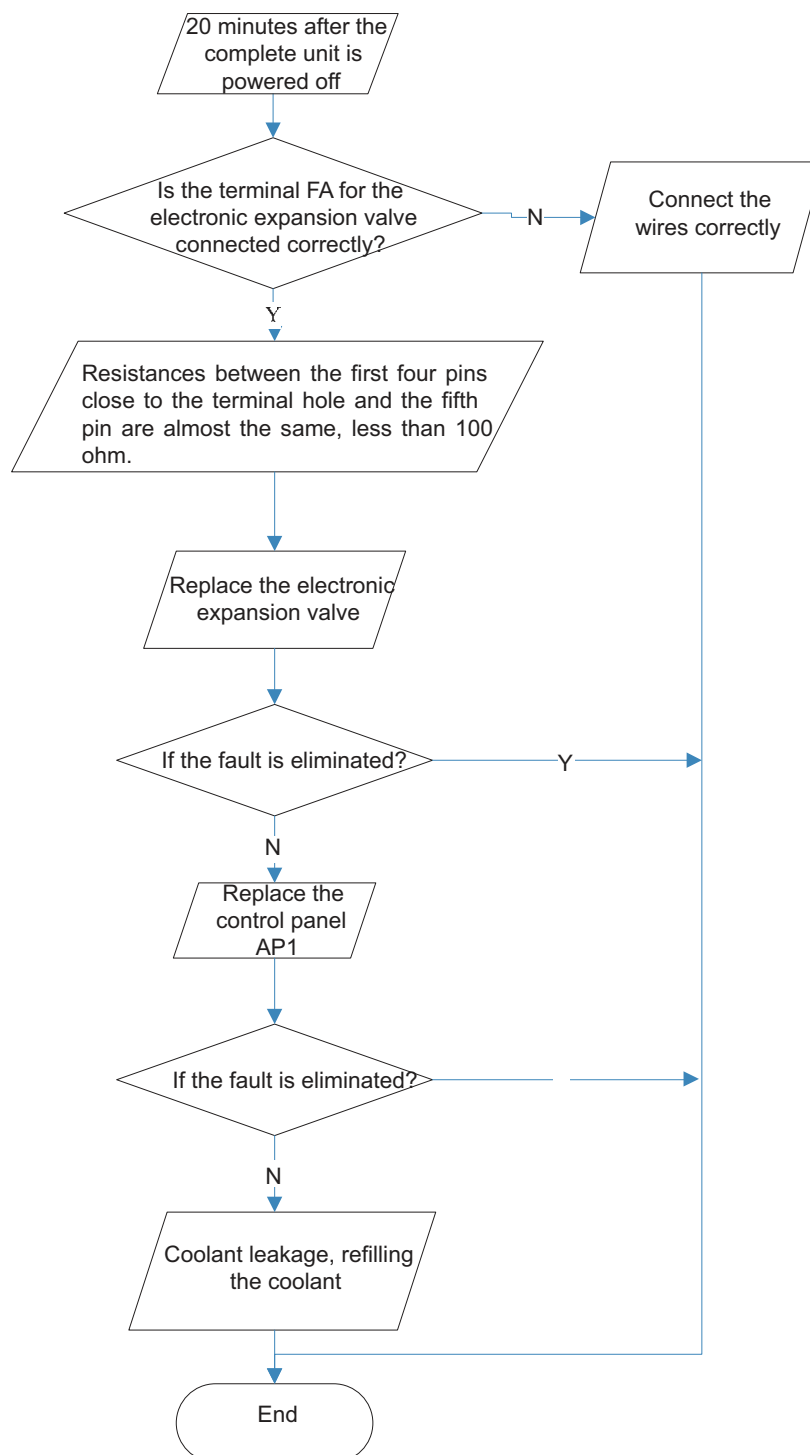 20 minutes after the
complete unit is
powered off
Is the terminal FA for the
electronic expansion valve
connected correctly?
N
Connect the
wires correctly
Y
Resistances between the first four pins
close to the terminal hole and the fifth
pin are almost the same, less than 100
ohm.
Replace the electronic
expansion valve
If the fault is eliminated?
Y
N
Replace the
control panel
AP1
If the fault is eliminated?
N
Coolant leakage, refilling
the coolant
End